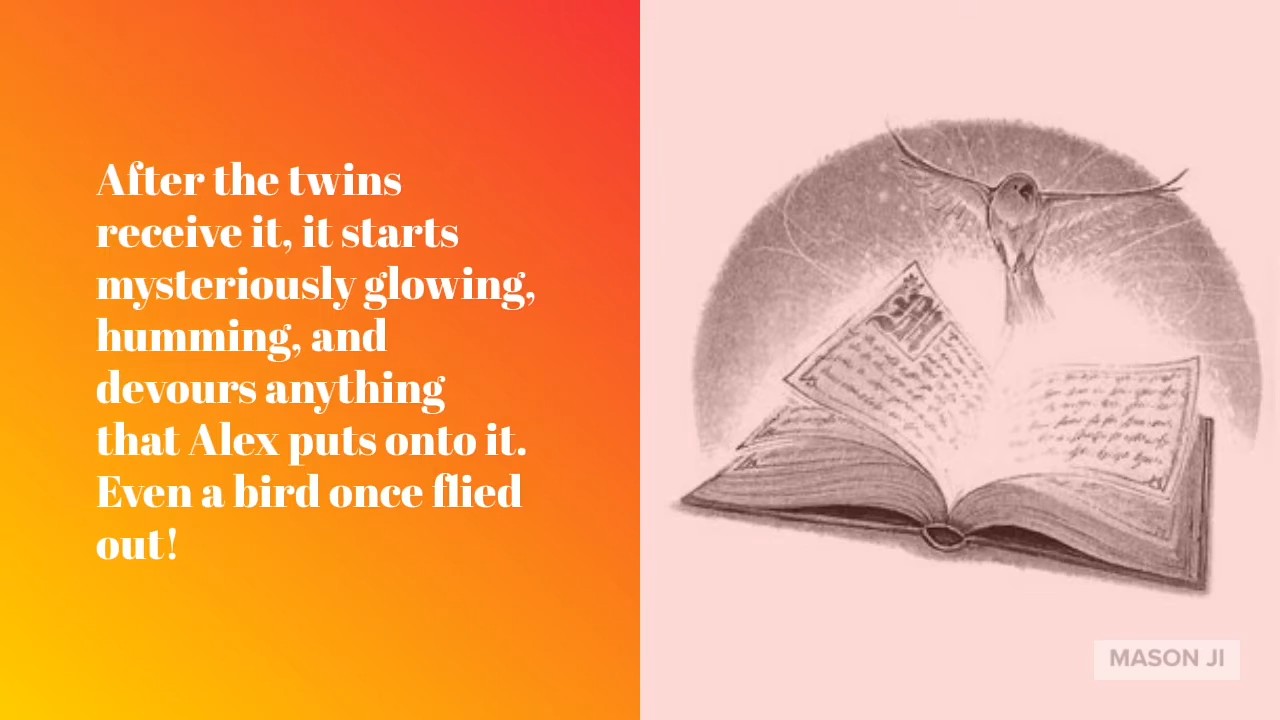 After the twins
receive it, it starts
mysteriously glowing,
humming, and
devours anything
that Alex puts onto it.
Even a bird once flied
out!
MASON JI